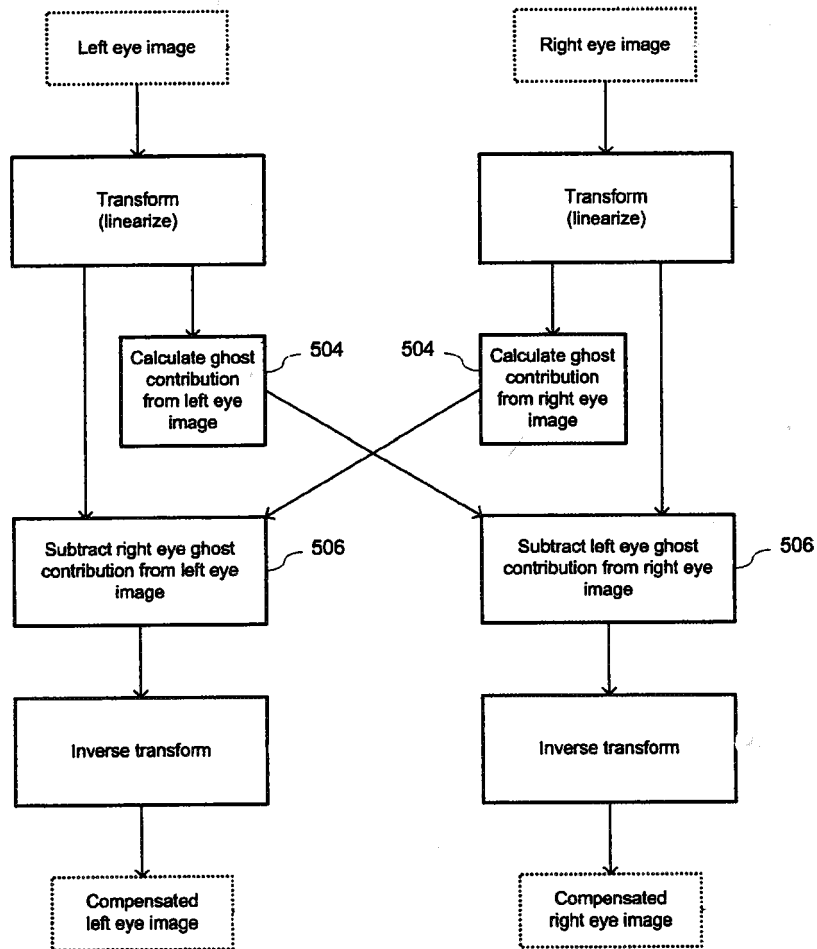 Left eye image
Right eye image
Transform
(linearize)
Transform
(linearize)
Calculate ghost
contribution
from left eye
image
504
504
Calculate ghost
contribution
from right eye
image
Subtract right eye ghost
contribution from left eye
image
506
Subtract left eye ghost
contribution from right eye
image
506
Inverse transform
Inverse transform
Compensated
left eye image
Compensated
right eye image